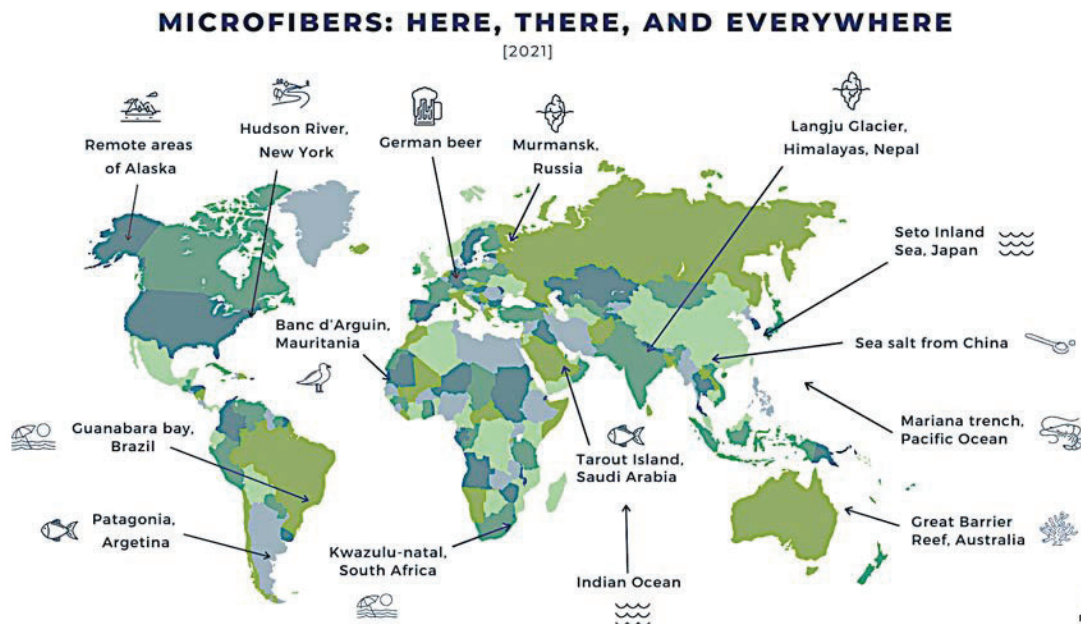 MICROFIBERS: HERE, THERE, AND EVERYWHERE
[2021]
Remote areas
of Alaska
Hudson River,
New York
German beer
Murmansk,
Russia
Langju Glacier,
Himalayas, Nepal
Seto Inland
Sea, Japan
Banc d'Arguin,
Mauritania
Sea salt from China
Guanabara bay,
Brazil
Tarout Island,
Saudi Arabia
Mariana trench,
Pacific Ocean
Patagonia,
Argetina
Kwazulu-natal,
South Africa
Indian Ocean
Great Barrier
Reef, Australia